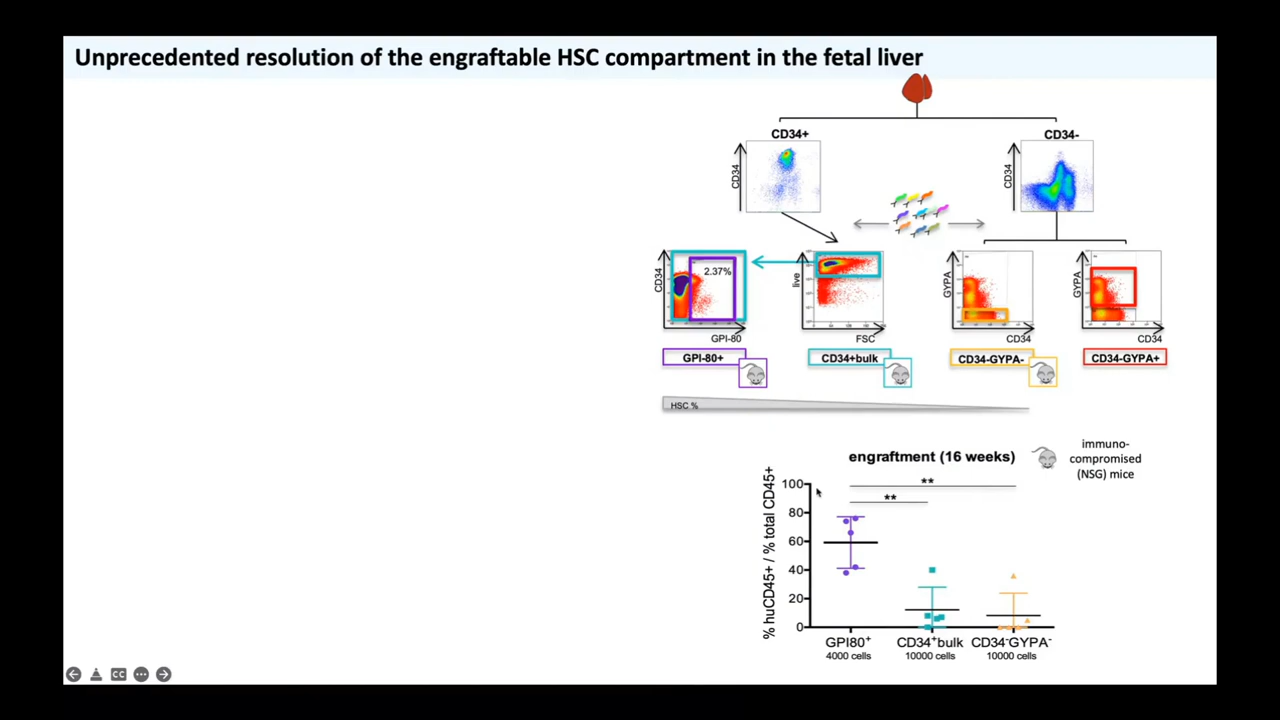 Unprecedented resolution of the engraftable HSC compartment in the fetal liver
CD34+
CD34-
CD34
CD34
CD34
2.37%
GPI-80
live
FSC
GYPA
CD34
GYPA
CD34
GPI-80+
CD34+bulk
CD34-GYPA-
CD34-GYPA+
HSC %
engraftment (16 weeks)
immuno-
compromised
(NSG) mice
% huCD45+ / % total CD45+
100
80
60
40
20
0
**
**
GPI80⁺
4000 cells
CD34⁺bulk
10000 cells
CD34⁻GYPA⁻
10000 cells
CC